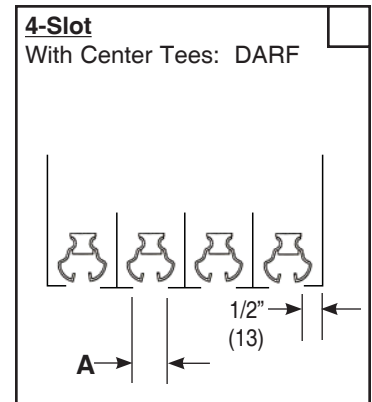 4-Slot
With Center Tees: DARF
1/2”
(13)
A